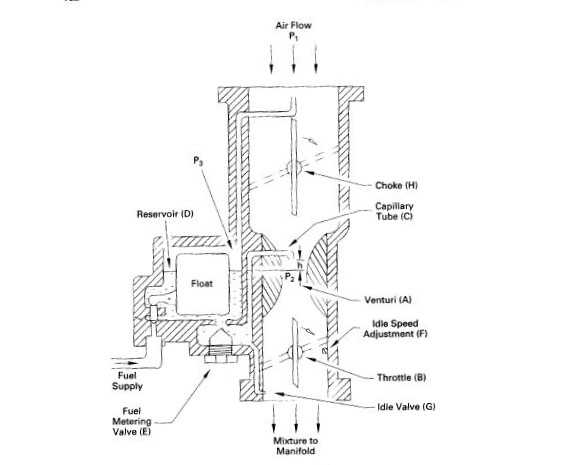 Air Flow
P1
P3
Choke (H)
Reservoir (D)
Capillary
Tube (C)
h
Float
P2
Venturi (A)
Idle Speed
Adjustment (F)
Fuel
Supply
Throttle (B)
Fuel
Metering
Valve (E)
Idle Valve (G)
Mixture to
Manifold